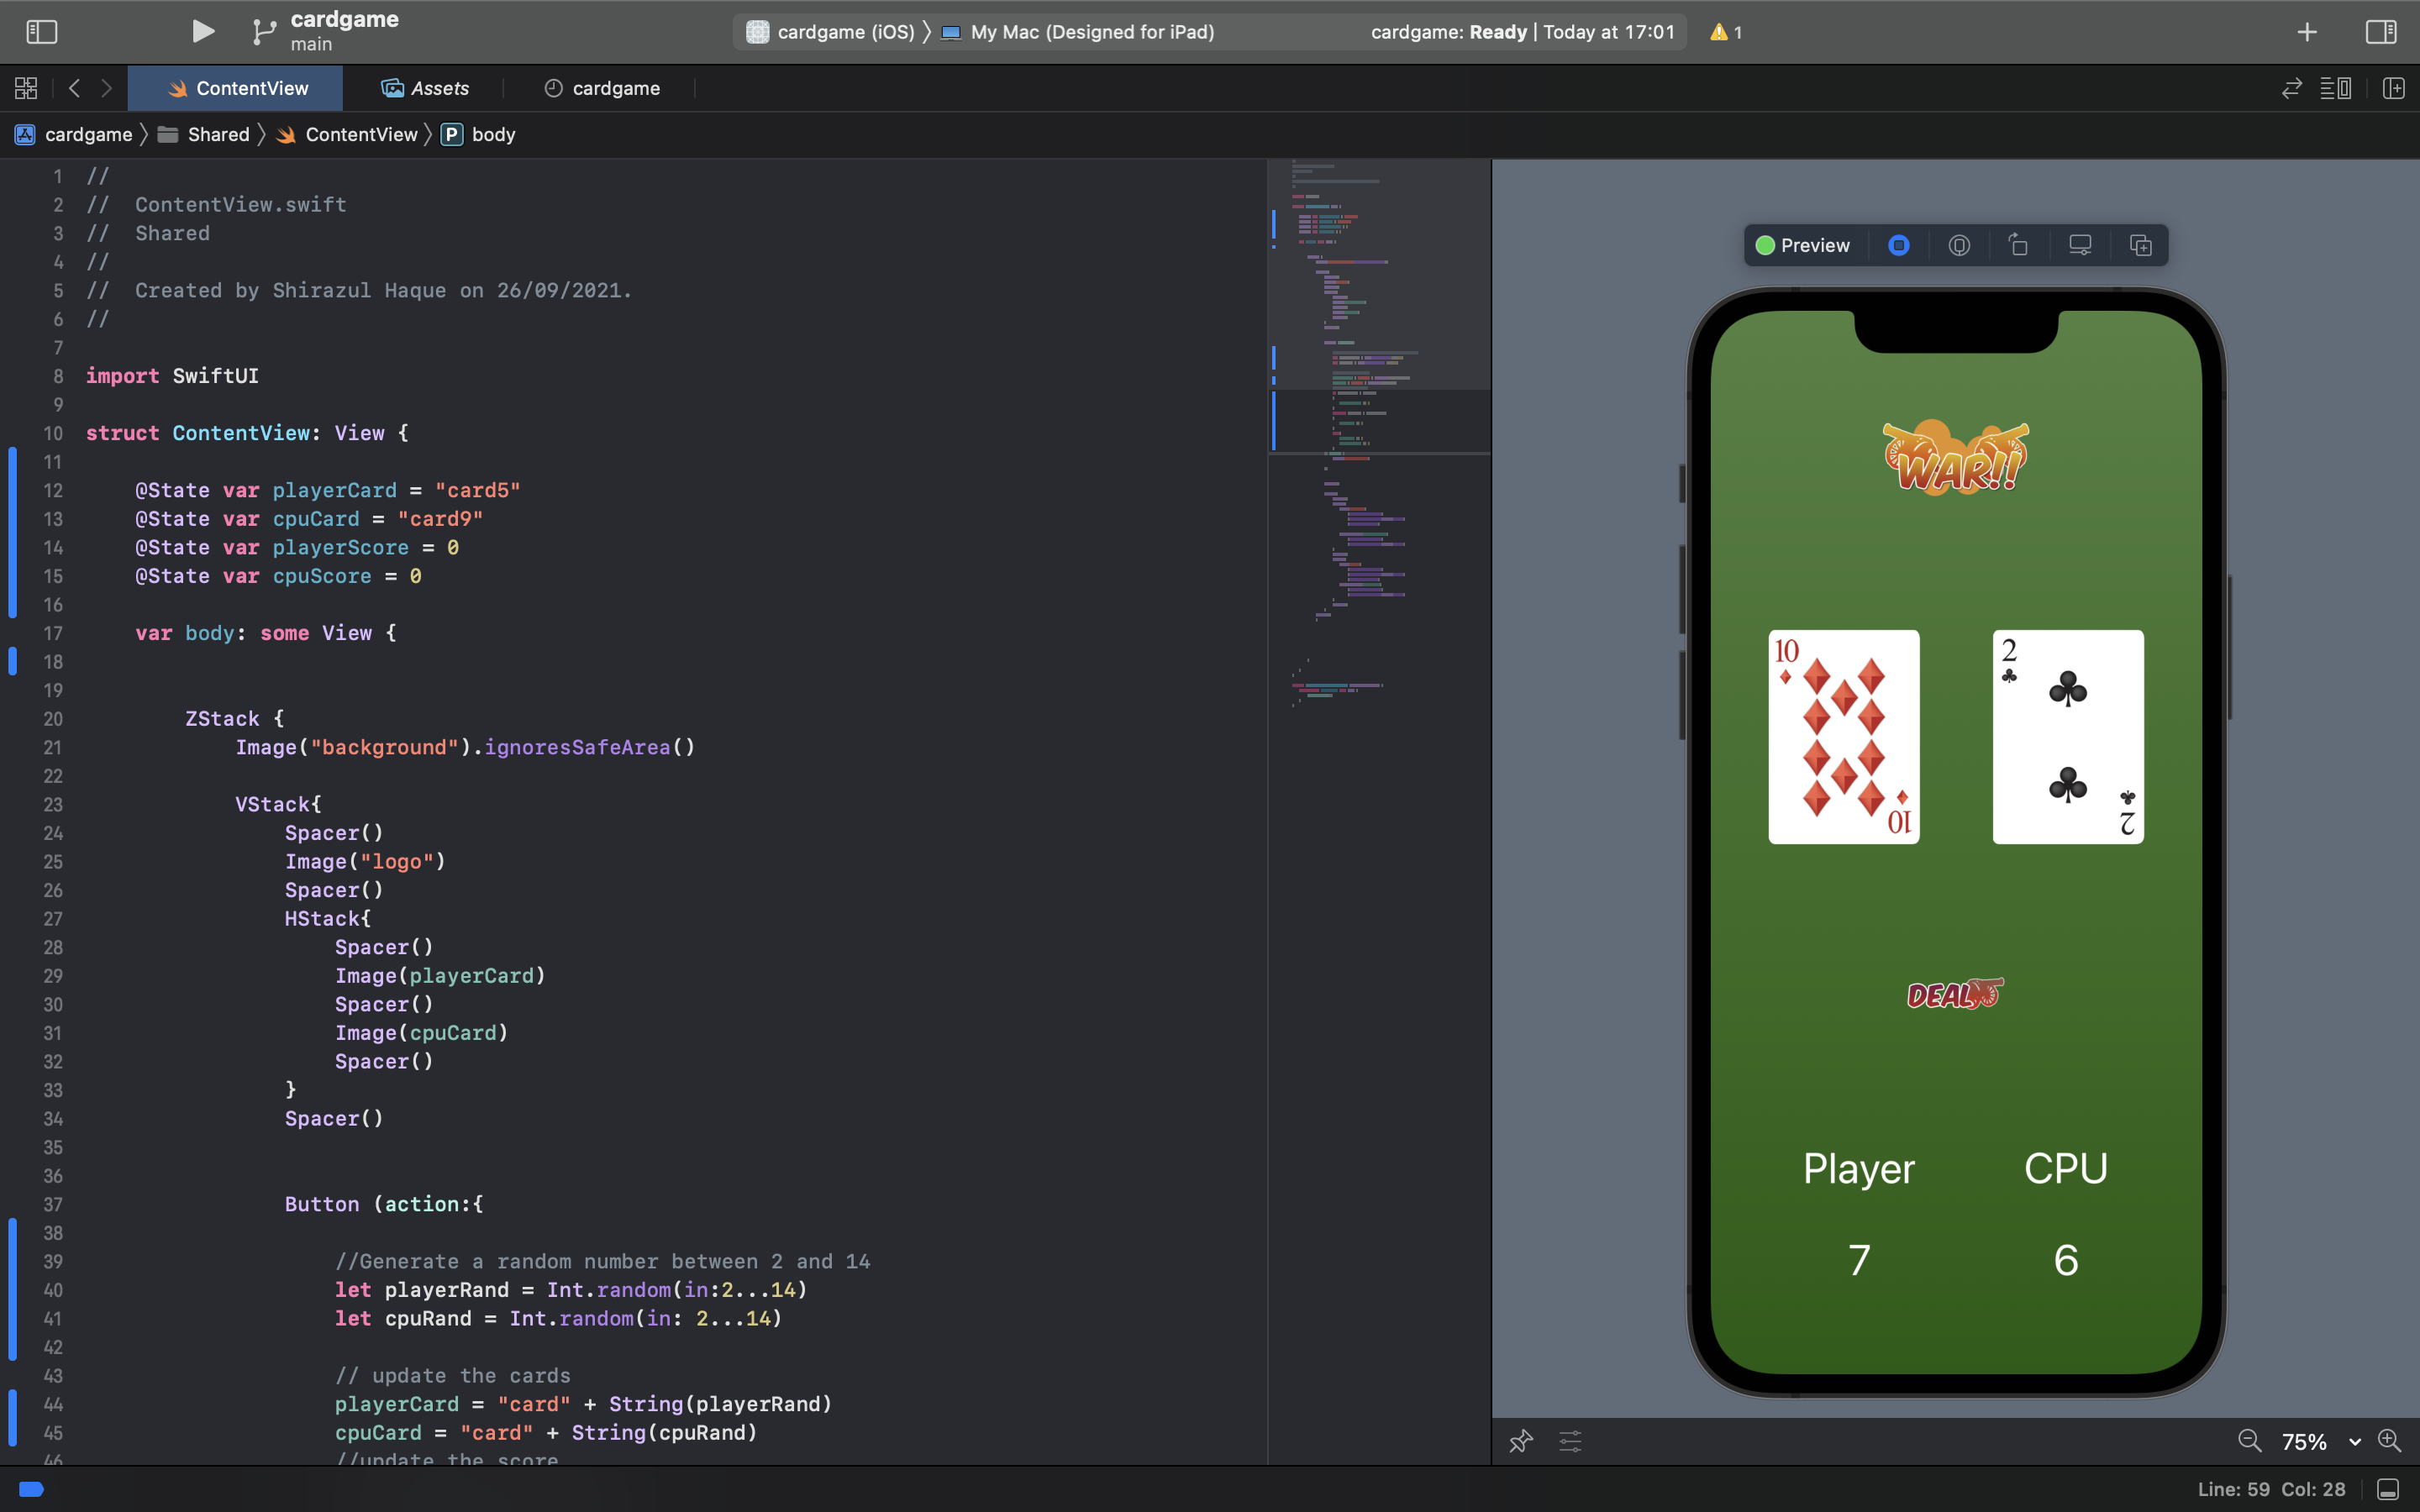 cardgame
main
cardgame (iOS) 〉 My Mac (Designed for iPad)
cardgame: Ready | Today at 17:01
1
ContentView
Assets
cardgame
cardgame 〉 Shared 〉 ContentView 〉 P body
1 //
2 //  ContentView.swift
3 //  Shared
4 //
5 //  Created by Shirazul Haque on 26/09/2021.
6 //
7
8 import SwiftUI
9
10 struct ContentView: View {
11
12     @State var playerCard = "card5"
13     @State var cpuCard = "card9"
14     @State var playerScore = 0
15     @State var cpuScore = 0
16
17     var body: some View {
18
19
20         ZStack {
21             Image("background").ignoresSafeArea()
22
23             VStack{
24                 Spacer()
25                 Image("logo")
26                 Spacer()
27                 HStack{
28                     Spacer()
29                     Image(playerCard)
30                     Spacer()
31                     Image(cpuCard)
32                     Spacer()
33                 }
34                 Spacer()
35
36
37                 Button (action:{
38
39                     //Generate a random number between 2 and 14
40                     let playerRand = Int.random(in:2...14)
41                     let cpuRand = Int.random(in: 2...14)
42
43                     // update the cards
44                     playerCard = "card" + String(playerRand)
45                     cpuCard = "card" + String(cpuRand)
46                     //update the score
Preview
WAR!!
10
10
2
2
DEAL
Player CPU
7 6
75%
Line: 59 Col: 28